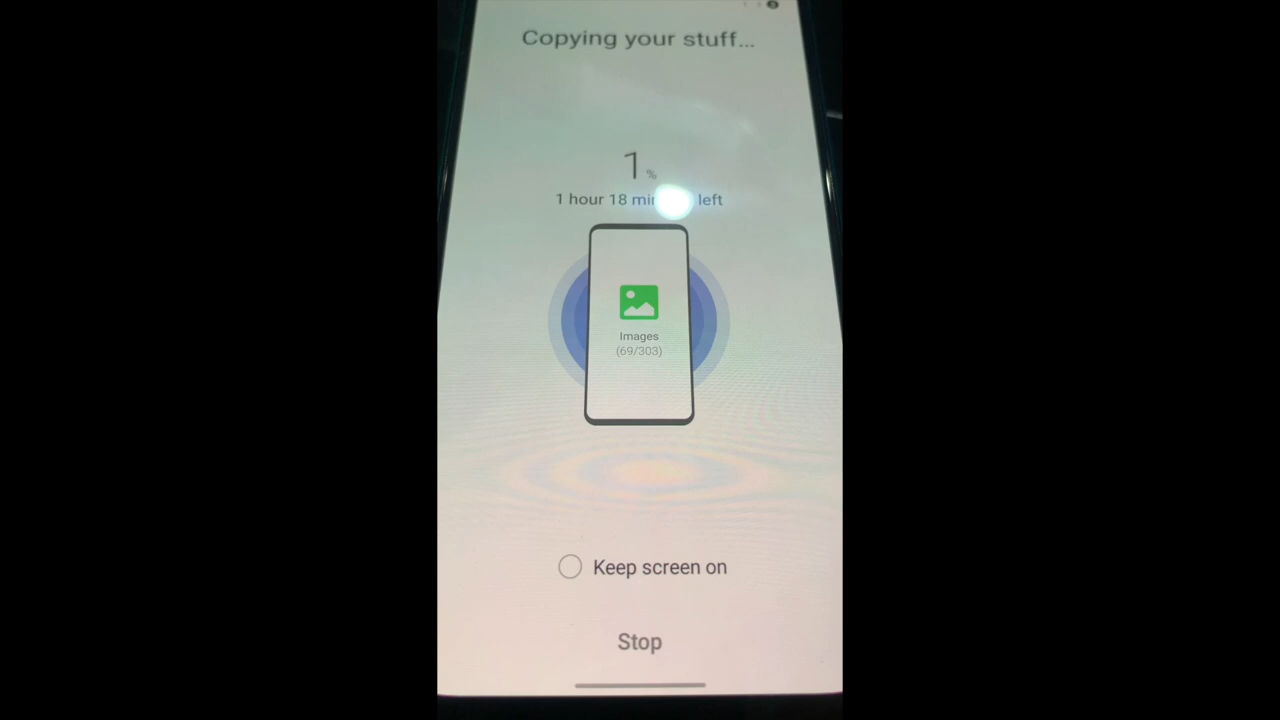 Copying your stuff...
1 %
1 hour 18 left
Images
(69/303)
Keep screen on
Stop